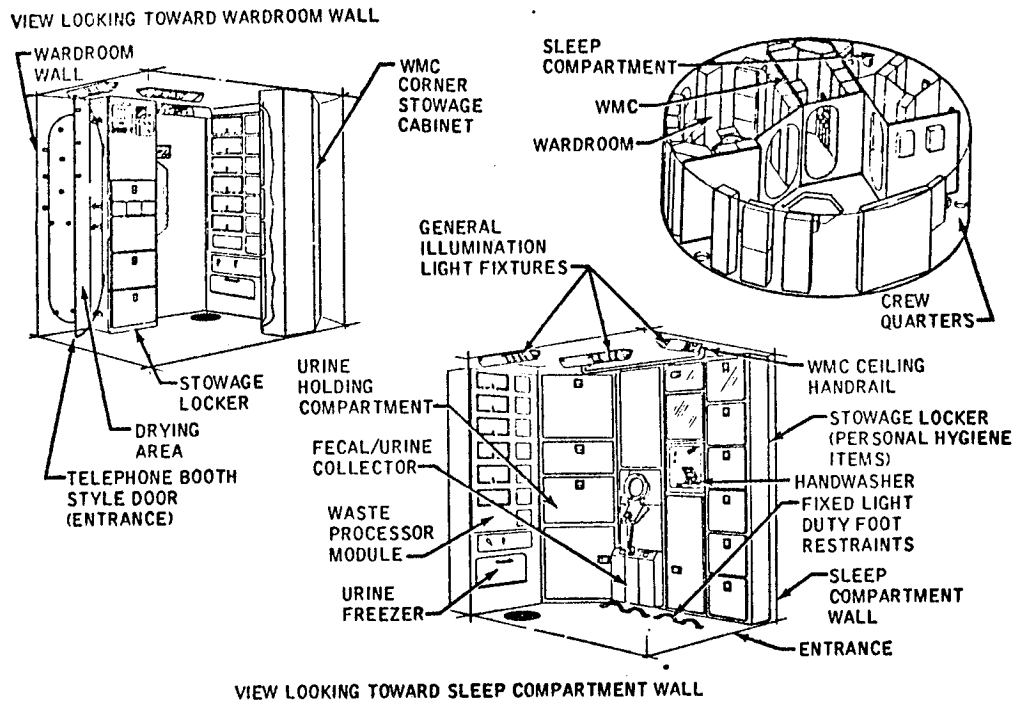 VIEW LOOKING TOWARD WARDROOM WALL
WARDROOM
WALL
WMC
CORNER
STOWAGE
CABINET
SLEEP
COMPARTMENT
WMC
WARDROOM
CREW
QUARTERS
GENERAL
ILLUMINATION
LIGHT FIXTURES
STOWAGE
LOCKER
DRYING
AREA
TELEPHONE BOOTH
STYLE DOOR
(ENTRANCE)
URINE
HOLDING
COMPARTMENT
FECAL/URINE
COLLECTOR
WASTE
PROCESSOR
MODULE
URINE
FREEZER
WMC CEILING
HANDRAIL
STOWAGE LOCKER
(PERSONAL HYGIENE
ITEMS)
HANDWASHER
FIXED LIGHT
DUTY FOOT
RESTRAINTS
SLEEP
COMPARTMENT
WALL
ENTRANCE
VIEW LOOKING TOWARD SLEEP COMPARTMENT WALL